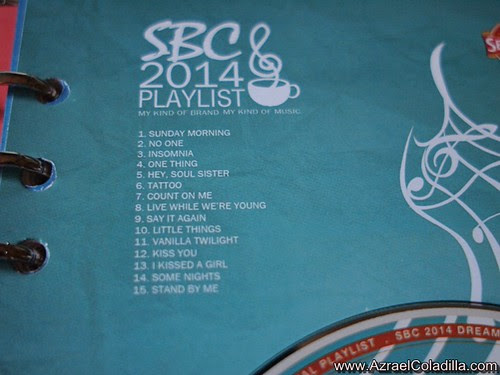 SBC
2014
PLAYLIST
MY KIND OF BRAND. MY KIND OF MUSIC.
1. SUNDAY MORNING
2. NO ONE
3. INSOMNIA
4. ONE THING
5. HEY, SOUL SISTER
6. TATTOO
7. COUNT ON ME
8. LIVE WHILE WE'RE YOUNG
9. SAY IT AGAIN
10. LITTLE THINGS
11. VANILLA TWILIGHT
12. KISS YOU
13. I KISSED A GIRL
14. SOME NIGHTS
15. STAND BY ME
PLAYLIST - SBC 2014 DREAM
www.AzraelColadilla.com